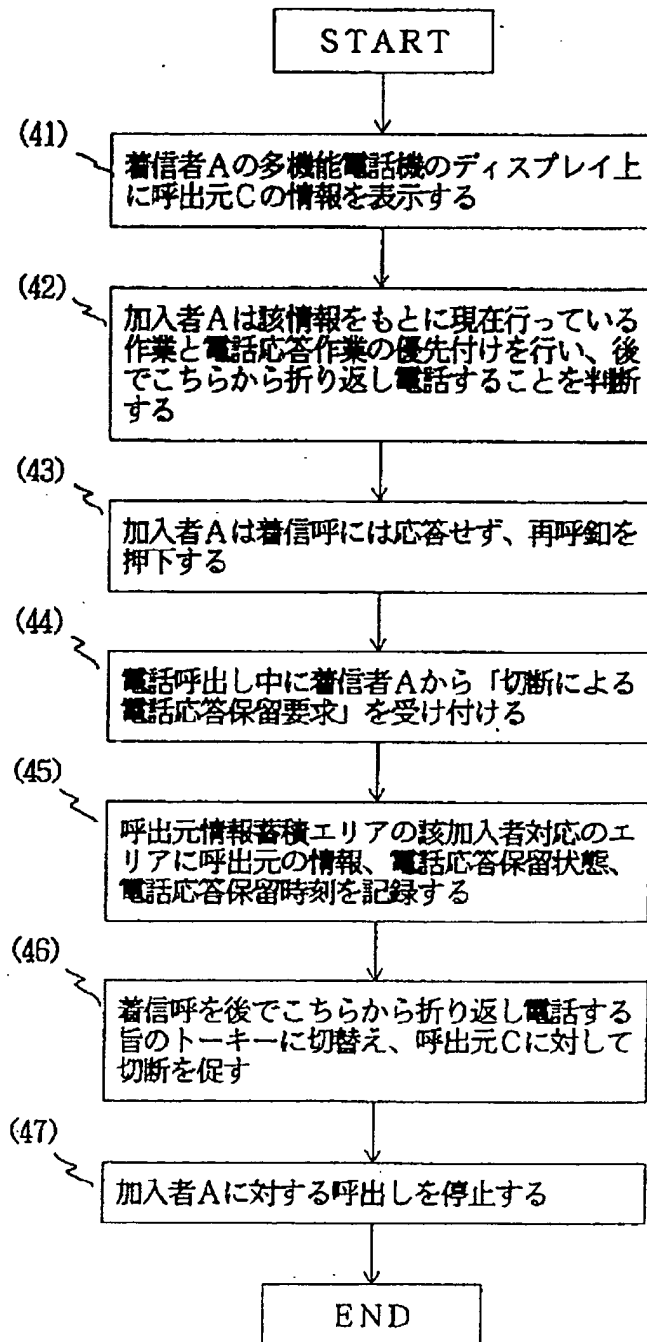 START
(41)
着信者Aの多機能電話機のディスプレイ上
に呼出元Cの情報を表示する
(42)
加入者Aは該情報をもとに現在行っている
作業と電話応答作業の優先付けを行い、後
でこちらから折り返し電話することを判断
する
(43)
加入者Aは着信呼には応答せず、再呼釦を
押下する
(44)
電話呼出し中に着信者Aから「切断による
電話応答保留要求」を受け付ける
(45)
呼出元情報蓄積エリアの該加入者対応のエ
リアに呼出元の情報、電話応答保留状態、
電話応答保留時刻を記録する
(46)
着信呼を後でこちらから折り返し電話する
旨のトーキーに切替え、呼出元Cに対して
切断を促す
(47)
加入者Aに対する呼出しを停止する
END